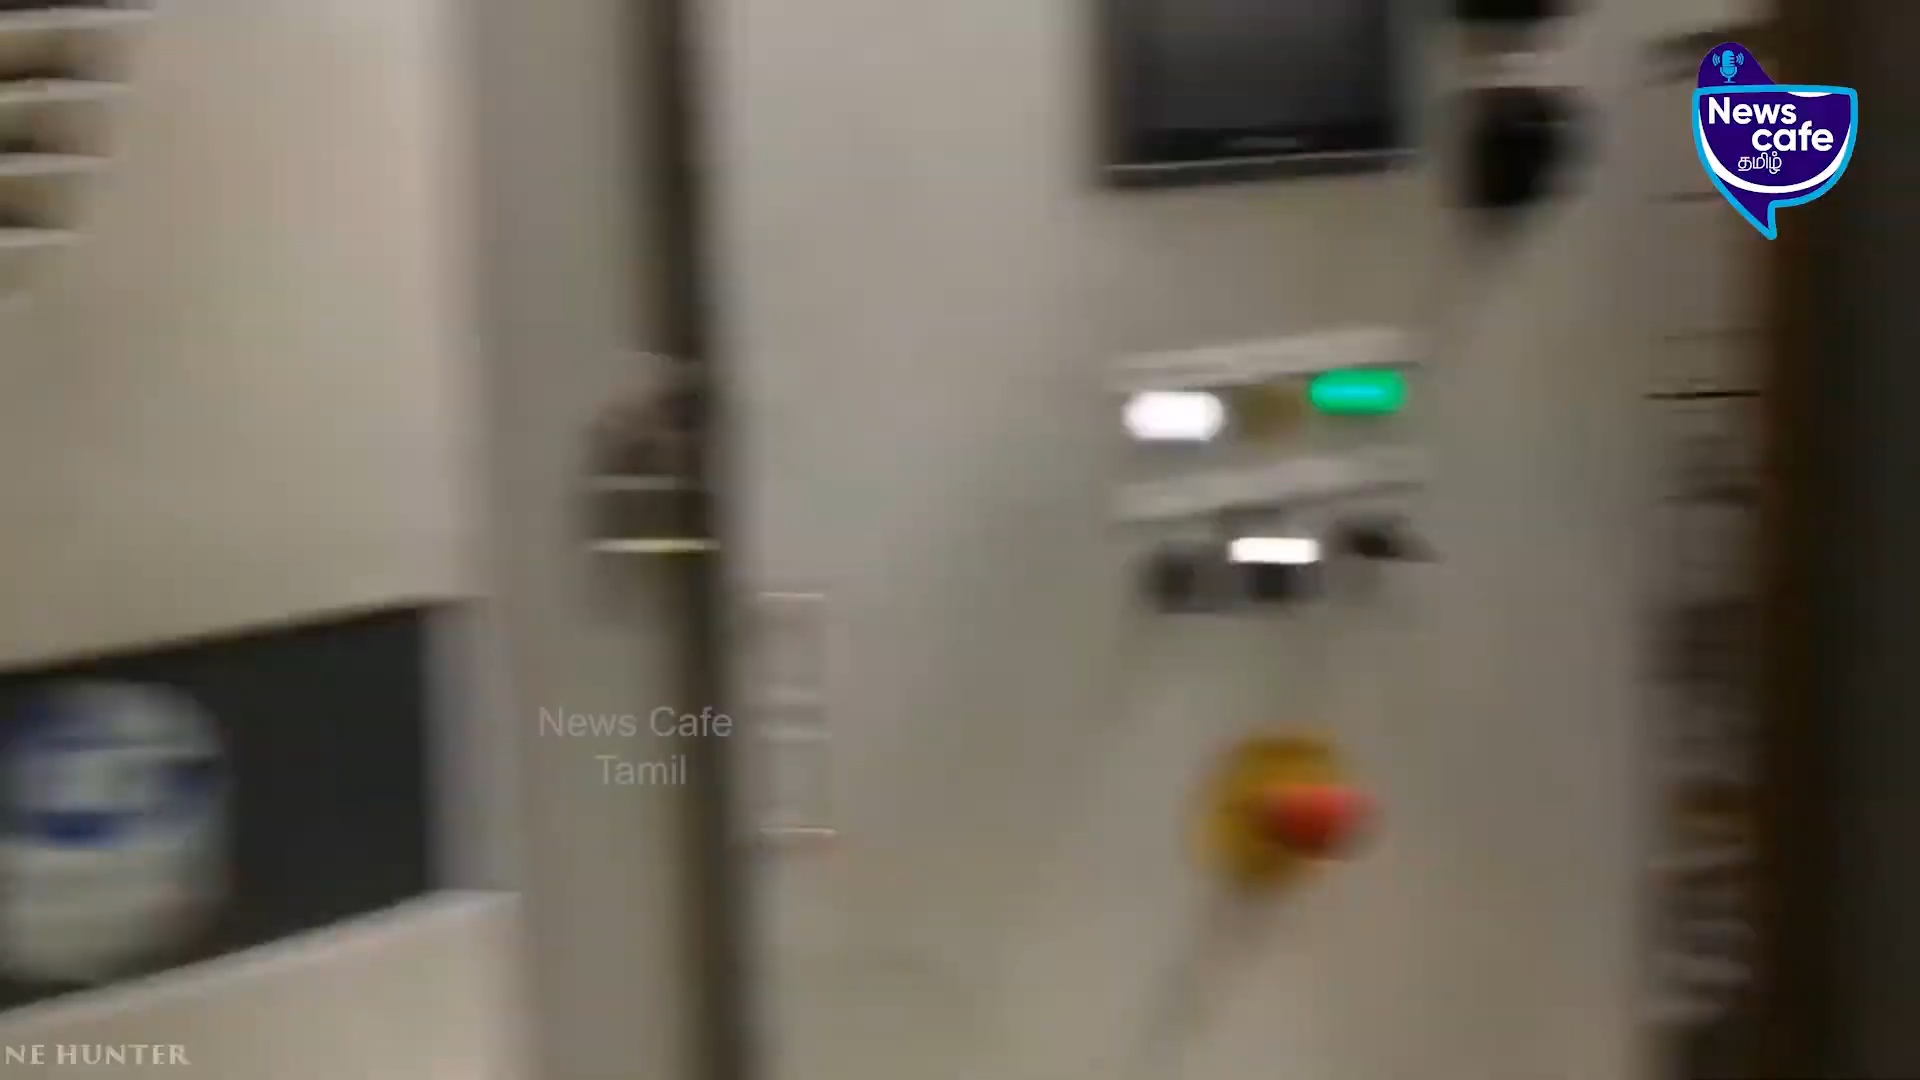 News
cafe
தமிழ்
News Cafe
Tamil
NE HUNTER